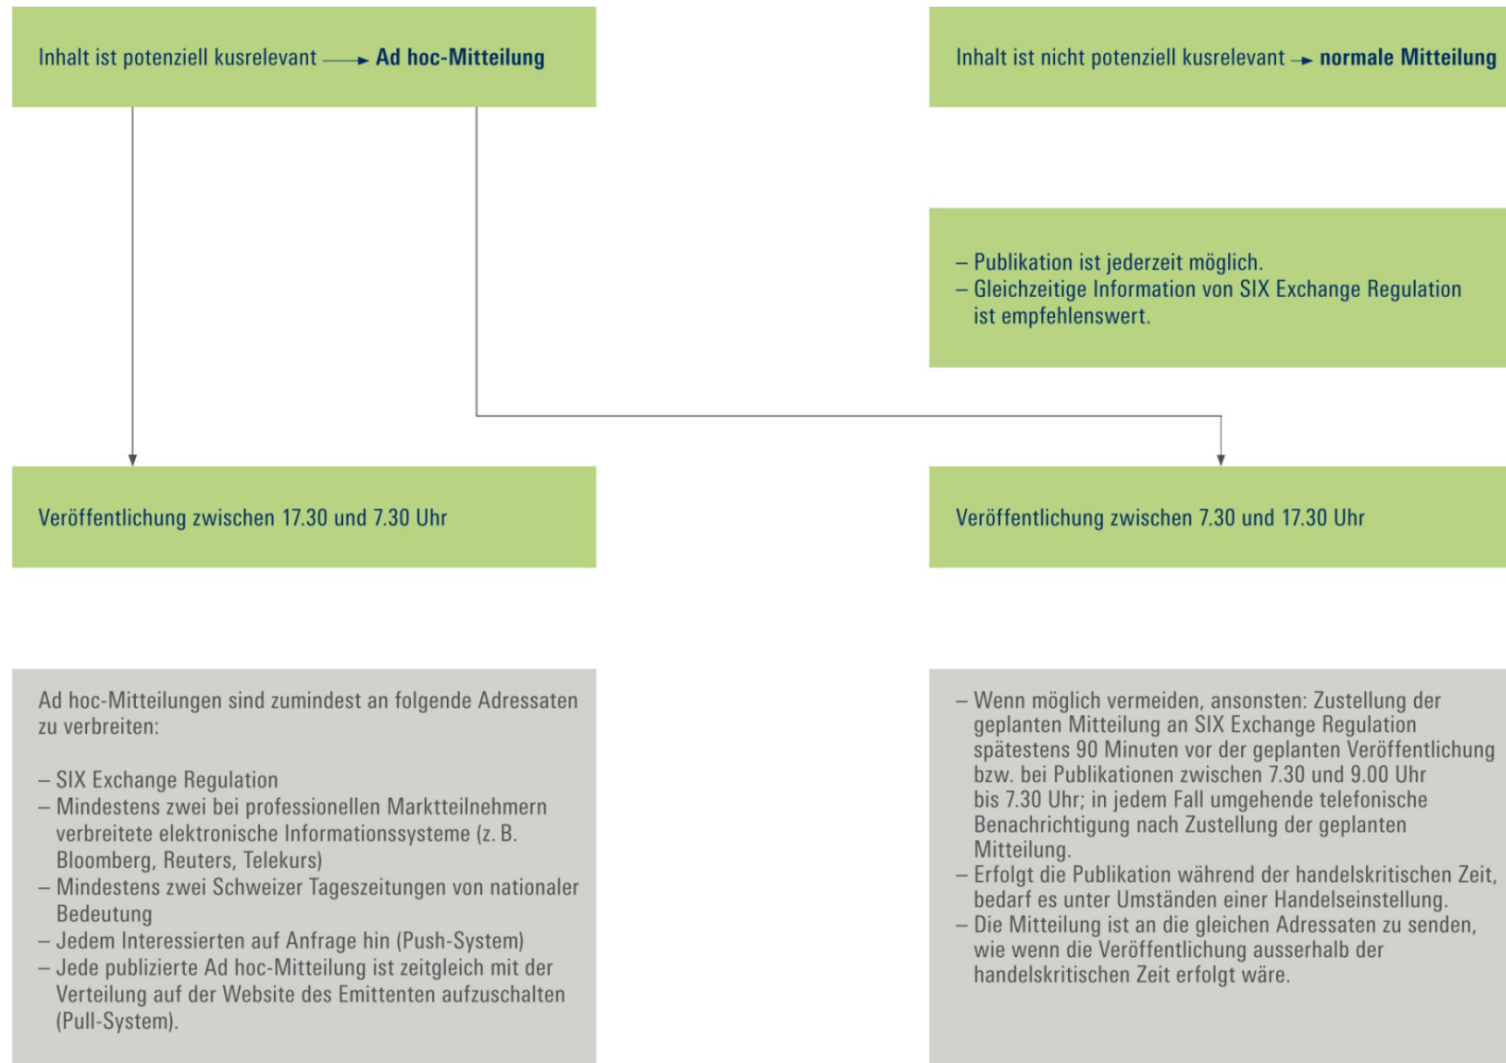 Inhalt ist potenziell kusrelevant → Ad hoc-Mitteilung
Inhalt ist nicht potenziell kusrelevant → normale Mitteilung
– Publikation ist jederzeit möglich.
– Gleichzeitige Information von SIX Exchange Regulation
ist empfehlenswert.
Veröffentlichung zwischen 17.30 und 7.30 Uhr
Veröffentlichung zwischen 7.30 und 17.30 Uhr
Ad hoc-Mitteilungen sind zumindest an folgende Adressaten
zu verbreiten:
– SIX Exchange Regulation
– Mindestens zwei bei professionellen Marktteilnehmern
verbreitete elektronische Informationssysteme (z. B.
Bloomberg, Reuters, Telekurs)
– Mindestens zwei Schweizer Tageszeitungen von nationaler
Bedeutung
– Jedem Interessierten auf Anfrage hin (Push-System)
– Jede publizierte Ad hoc-Mitteilung ist zeitgleich mit der
Verteilung auf der Website des Emittenten aufzuschalten
(Pull-System).
– Wenn möglich vermeiden, ansonsten: Zustellung der
geplanten Mitteilung an SIX Exchange Regulation
spätestens 90 Minuten vor der geplanten Veröffentlichung
bzw. bei Publikationen zwischen 7.30 und 9.00 Uhr
bis 7.30 Uhr; in jedem Fall umgehende telefonische
Benachrichtigung nach Zustellung der geplanten
Mitteilung.
– Erfolgt die Publikation während der handelskritischen Zeit,
bedarf es unter Umständen einer Handelseinstellung.
– Die Mitteilung ist an die gleichen Adressaten zu senden,
wie wenn die Veröffentlichung ausserhalb der
handelskritischen Zeit erfolgt wäre.